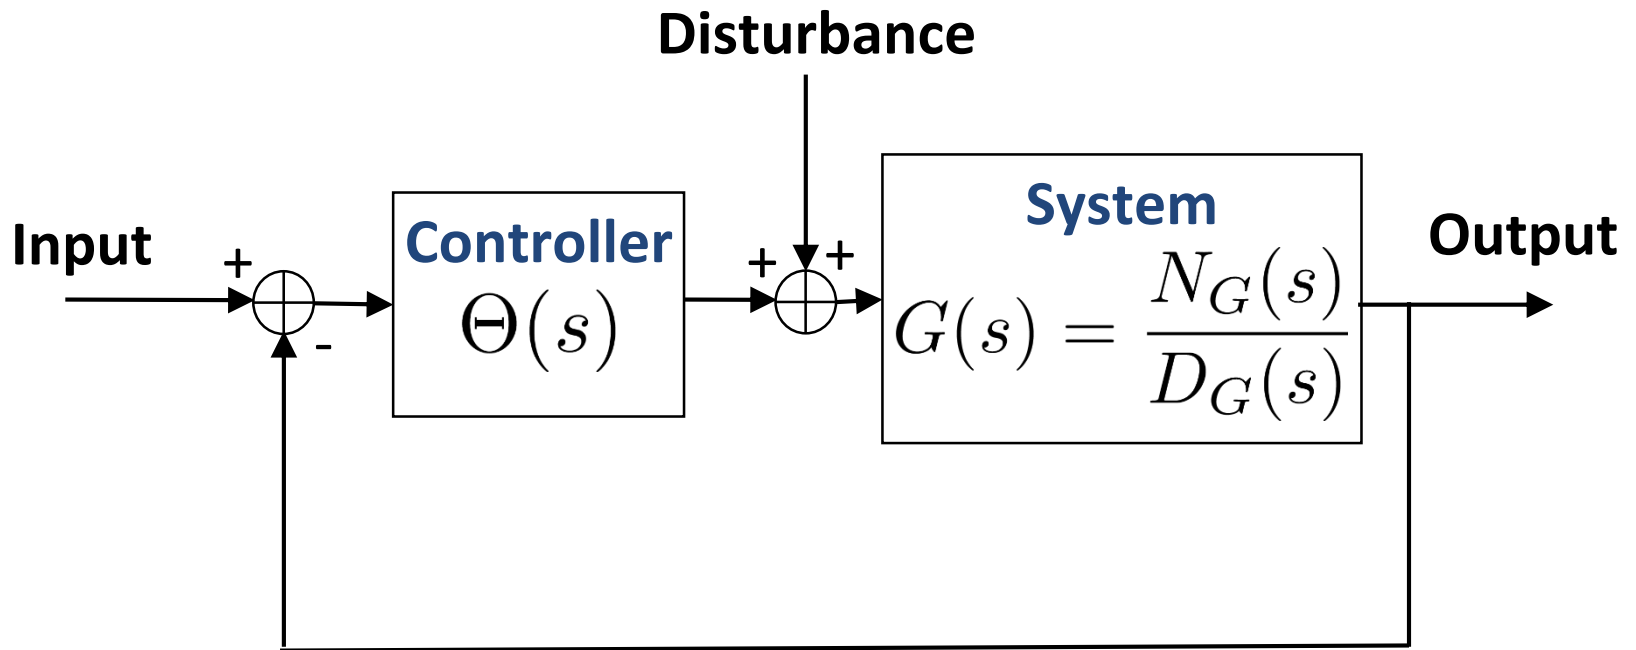 Disturbance
Input
+
-
Controller
Θ(s)
+
+
System
G(s) = N_G(s) / D_G(s)
Output